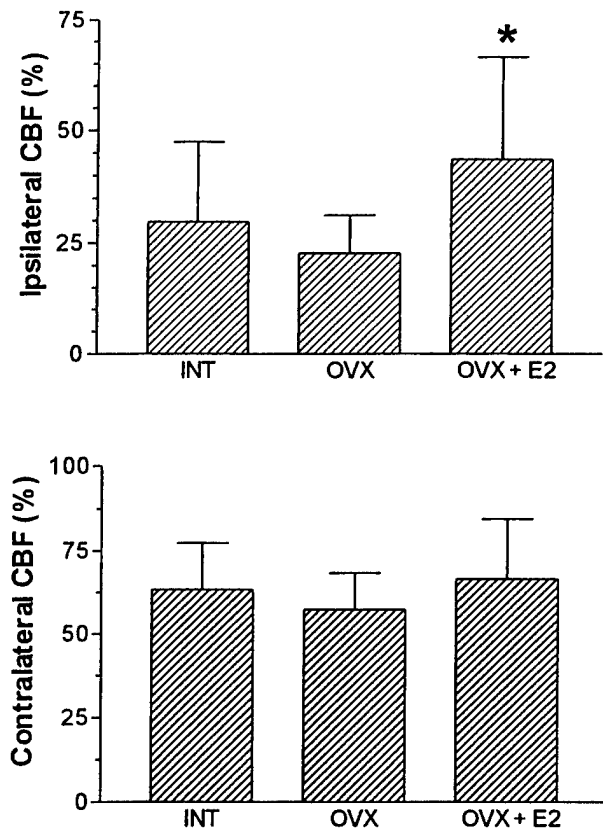 Ipsilateral CBF (%)
75
50
25
0
*
INT OVX OVX + E2
Contralateral CBF (%)
100
75
50
25
0
INT OVX OVX + E2